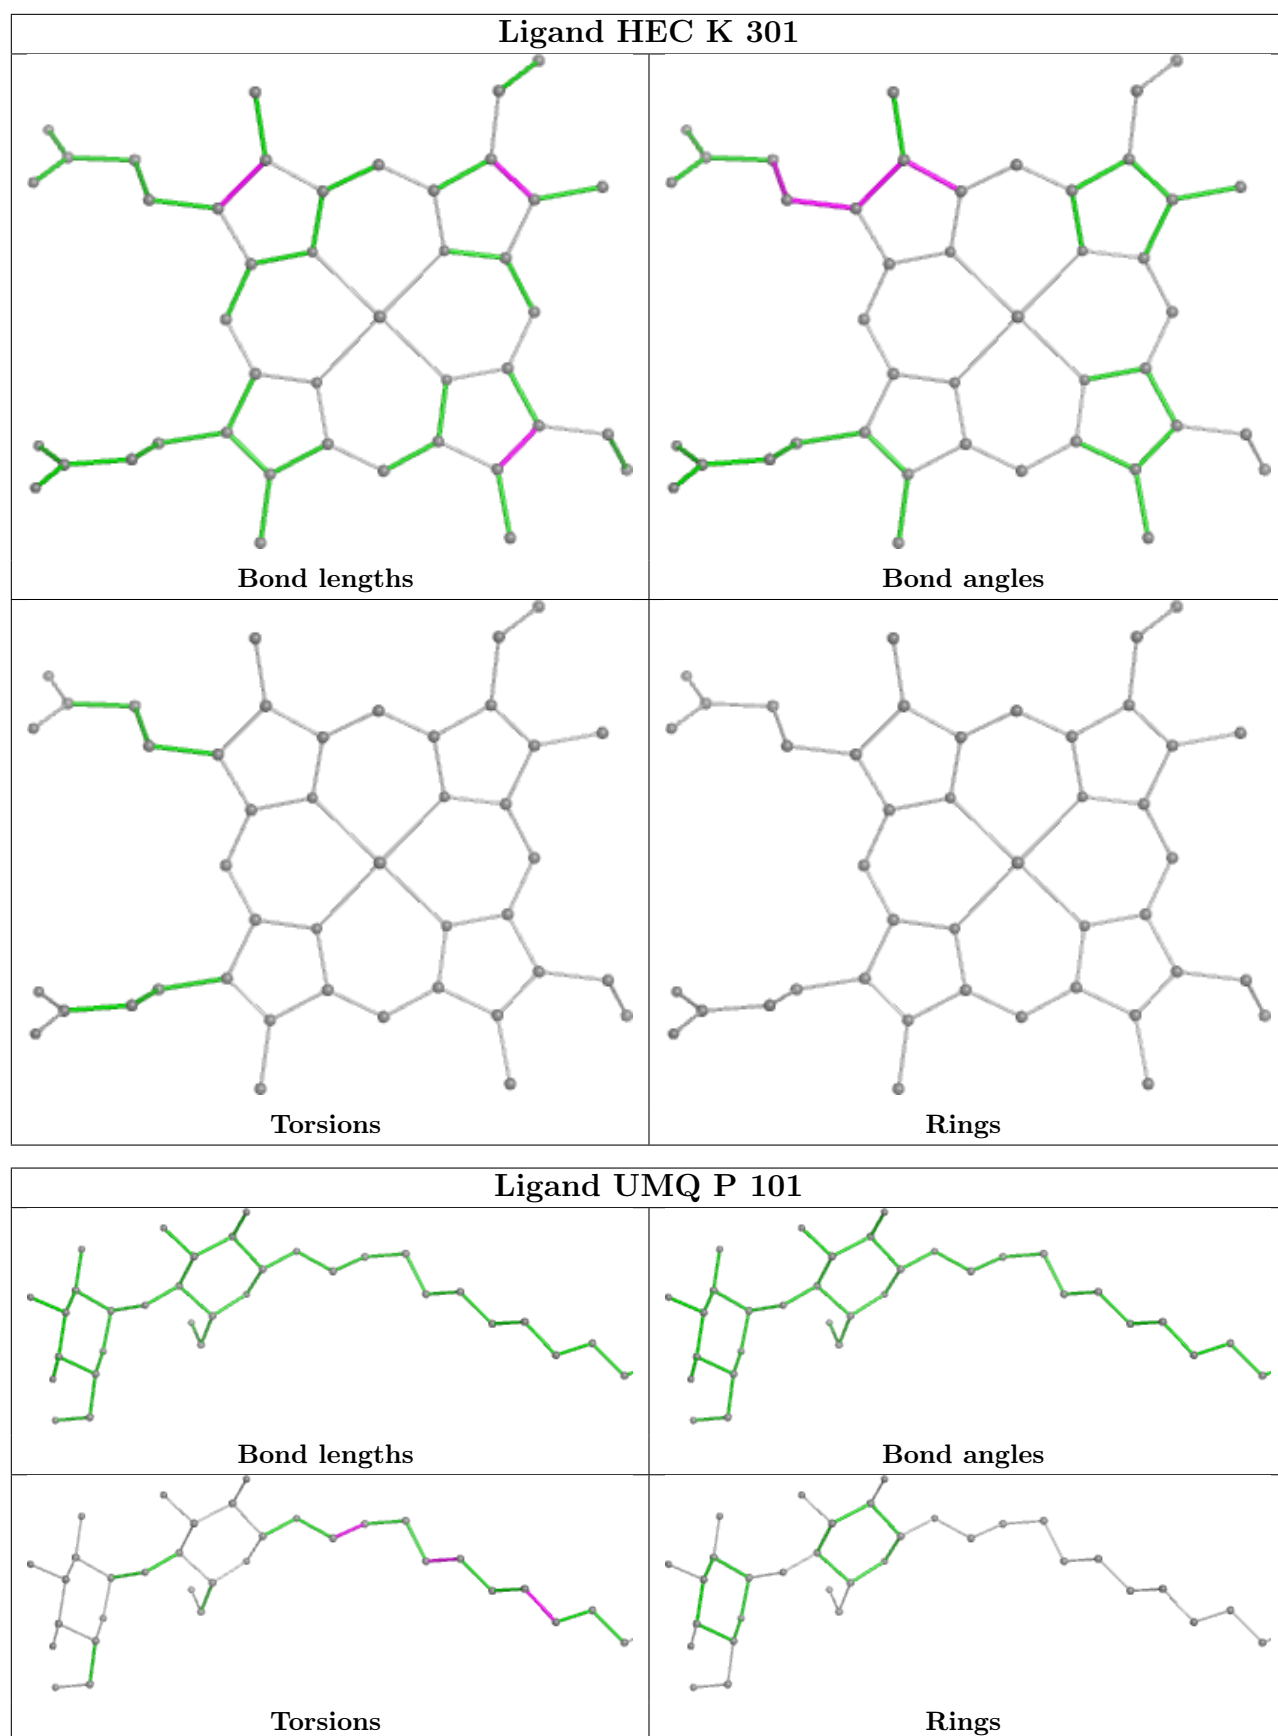 Ligand HEC K 301
Bond lengths
Bond angles
Torsions
Rings
Ligand UMQ P 101
Bond lengths
Bond angles
Torsions
Rings